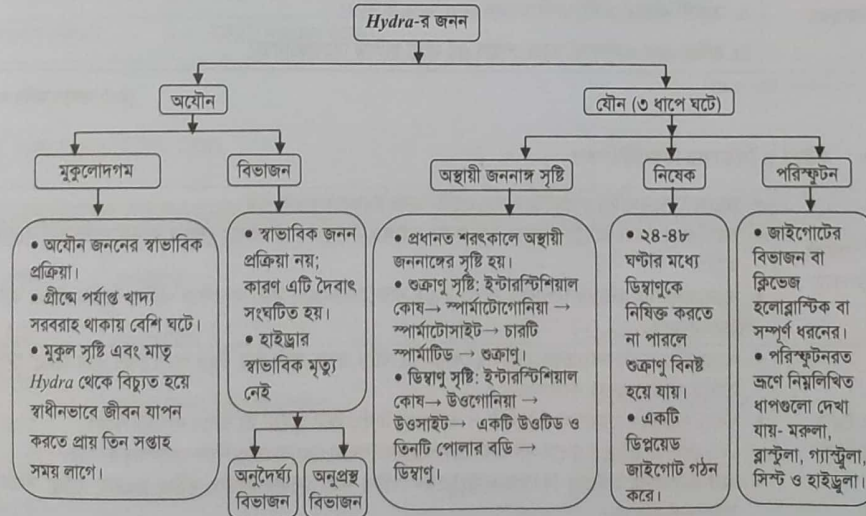 Hydra-র জনন
অযৌন
যৌন (৩ ধাপে ঘটে)
মুকুলোদগম
বিভাজন
অস্থায়ী জননাঙ্গ সৃষ্টি
নিষেক
পরিস্ফুটন
• অযৌন জননের স্বাভাবিক
প্রক্রিয়া।
• গ্রীষ্মে পর্যাপ্ত খাদ্য
সরবরাহ থাকায় বেশি ঘটে।
• মুকুল সৃষ্টি এবং মাতৃ
Hydra থেকে বিচ্যুত হয়ে
স্বাধীনভাবে জীবন যাপন
করতে প্রায় তিন সপ্তাহ
সময় লাগে।
• স্বাভাবিক জনন
প্রক্রিয়া নয়;
কারণ এটি দৈবাৎ
সংঘটিত হয়।
• হাইড্রার
স্বাভাবিক মৃত্যু
নেই
অনুদৈর্ঘ্য
বিভাজন
অনুপ্রস্থ
বিভাজন
• প্রধানত শরৎকালে অস্থায়ী
জননাঙ্গের সৃষ্টি হয়।
• শুক্রাণু সৃষ্টি: ইন্টারস্টিশিয়াল
কোষ→ স্পার্মাটোগোনিয়া →
স্পার্মাটোসাইট→ চারটি
স্পার্মাটিড → শুক্রাণু।
• ডিম্বাণু সৃষ্টি: ইন্টারস্টিশিয়াল
কোষ → উওগোনিয়া →
উওসাইট→ একটি উওটিড ও
তিনটি পোলার বডি →
ডিম্বাণু।
• ২৪-৪৮
ঘণ্টার মধ্যে
ডিম্বাণুকে
নিষিক্ত করতে
না পারলে
শুক্রাণু বিনষ্ট
হয়ে যায়।
• একটি
ডিপ্লয়েড
জাইগোট গঠন
করে।
• জাইগোটের
বিভাজন বা
ক্লিভেজ
হলোব্লাস্টিক বা
সম্পূর্ণ ধরনের।
• পরিস্ফুটনরত
ভ্রূণে নিম্নলিখিত
ধাপগুলো দেখা
যায়- মরুলা,
ব্লাস্টুলা, গ্যাস্ট্রুলা,
সিস্ট ও হাইড্রুলা।